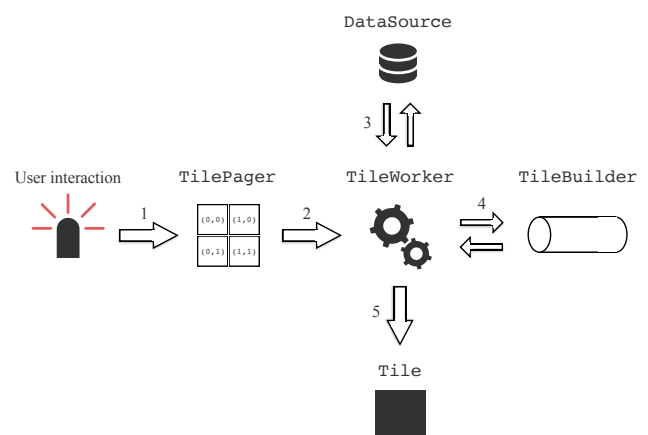 DataSource
3
User interaction
TilePager
TileWorker
TileBuilder
1
2
4
(0,0) (1,0)
(0,1) (1,1)
5
Tile